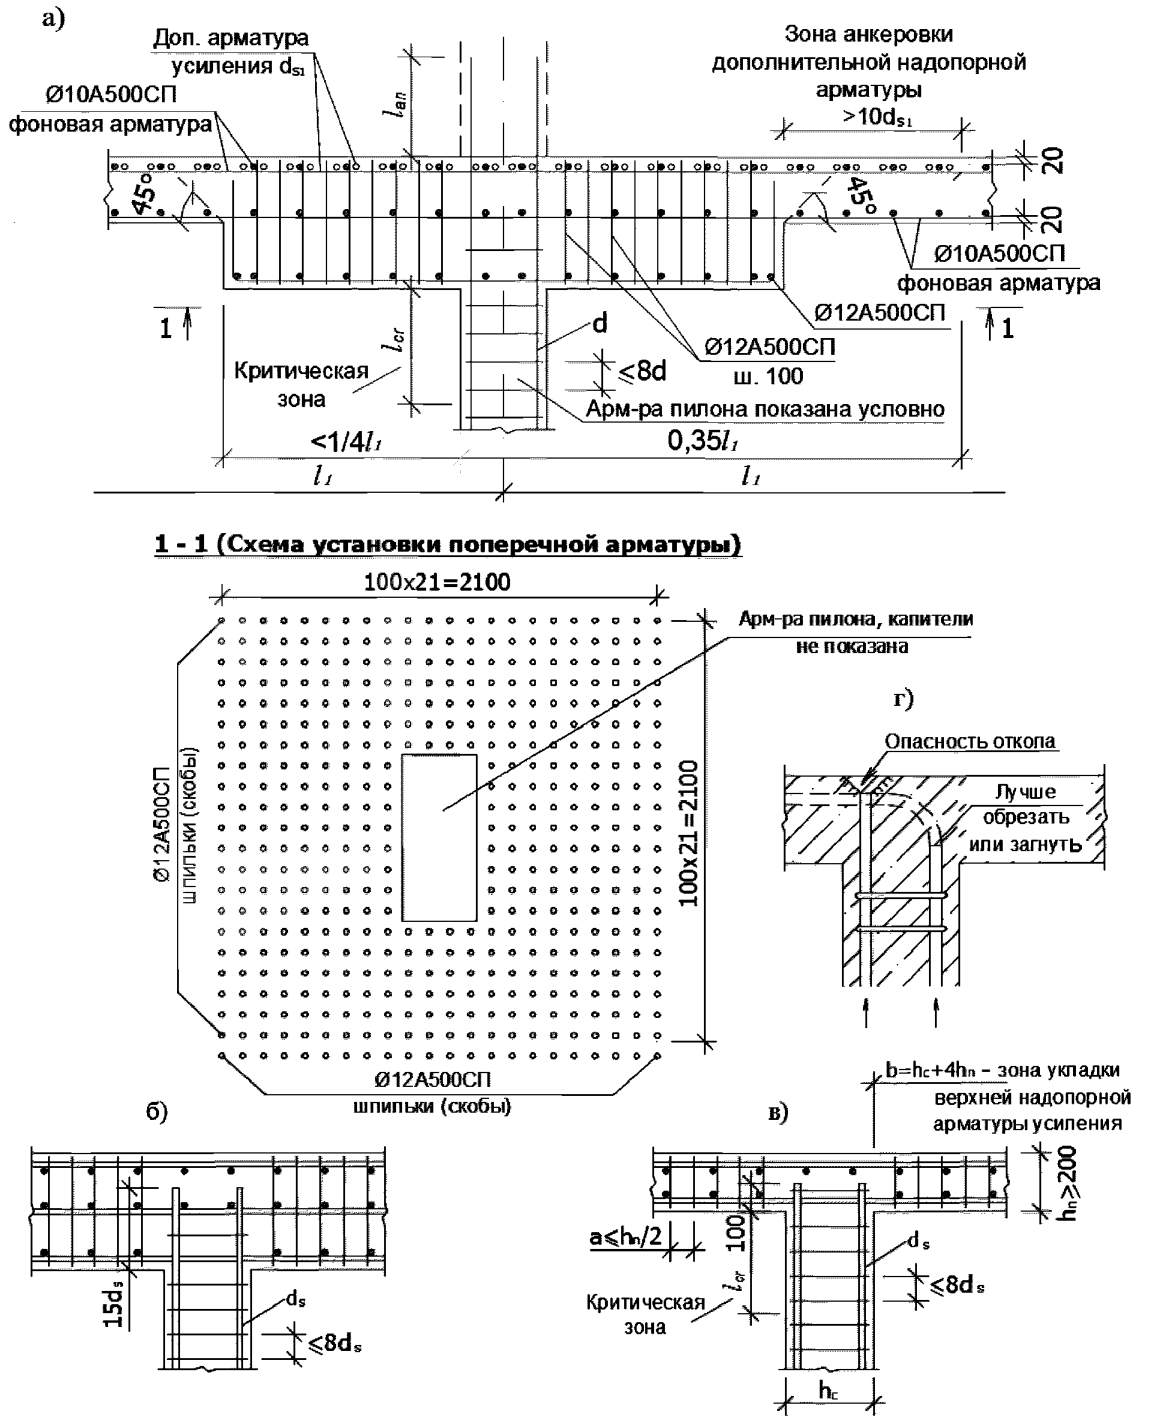 а)
Доп. арматура
усиления ds1
Ø10А500СП
фоновая арматура
lan
Зона анкеровки
дополнительной надопорной
арматуры
>10ds1
20
45°
45°
20
Ø10А500СП
фоновая арматура
Ø12А500СП
1
1
lcr
d
Ø12А500СП
ш. 100
Критическая
зона
≤8d
Арм-ра пилона показана условно
<1/4l1
0,35l1
l1
l1
1 - 1 (Схема установки поперечной арматуры)
100х21=2100
Арм-ра пилона, капители
не показана
Ø12А500СП
шпильки (скобы)
100х21=2100
г)
Опасность откола
Лучше
обрезать
или загнуть
Ø12А500СП
шпильки (скобы)
б)
15ds
ds
≤8ds
в)
b=hc+4hn – зона укладки
верхней надопорной
арматуры усиления
hn≥200
a≤hn/2
100
lcr
ds
≤8ds
Критическая
зона
hc